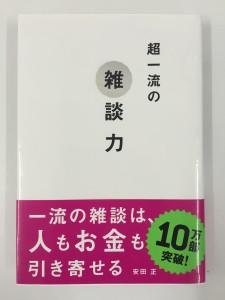 超一流の
雑談力
一流の雑談は、
人もお金も
引き寄せる
安田 正
10万部
突破!